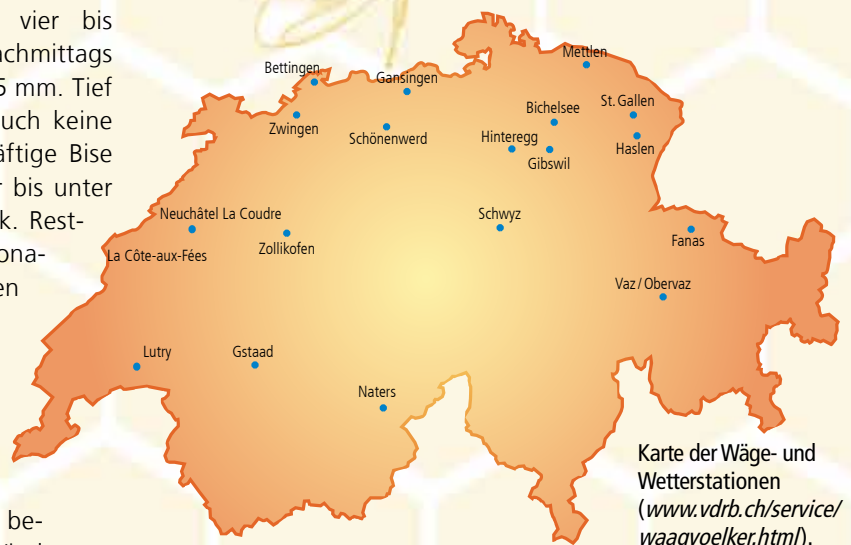 vier bis
achmittags
5 mm. Tief
uch keine
äftige Bise
r bis unter
k. Rest-
ona-
en
be-
Mettlen
Bettingen
Gansingen
Bichelsee
St. Gallen
Zwingen
Schönenwerd
Hinteregg
Haslen
Gibswil
Neuchâtel La Coudre
Schwyz
Zollikofen
Fanas
La Côte-aux-Fées
Vaz/Obervaz
Lutry
Gstaad
Naters
Karte der Wäge- und
Wetterstationen
(www.vdrb.ch/service/
waagvoelker.html).